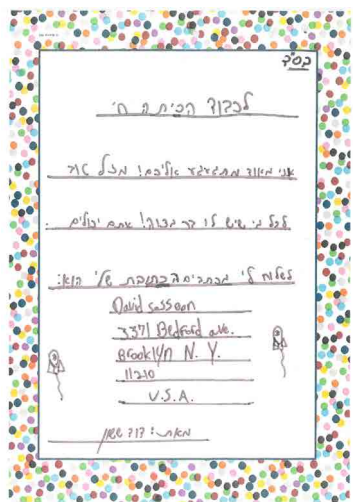 בס"ד
לכבוד הכיתה ח'
אני מאוד מתגעגע אליכם! מזל טוב
לכל מי שיש לו בר מצוה! אתם יכולים
לשלוח לי מכתבים הכתובת שלי הוא:
David sassoon
3371 Bedford ave.
Brooklyn N. Y.
11210
U.S.A.
מאת: דוד ששון